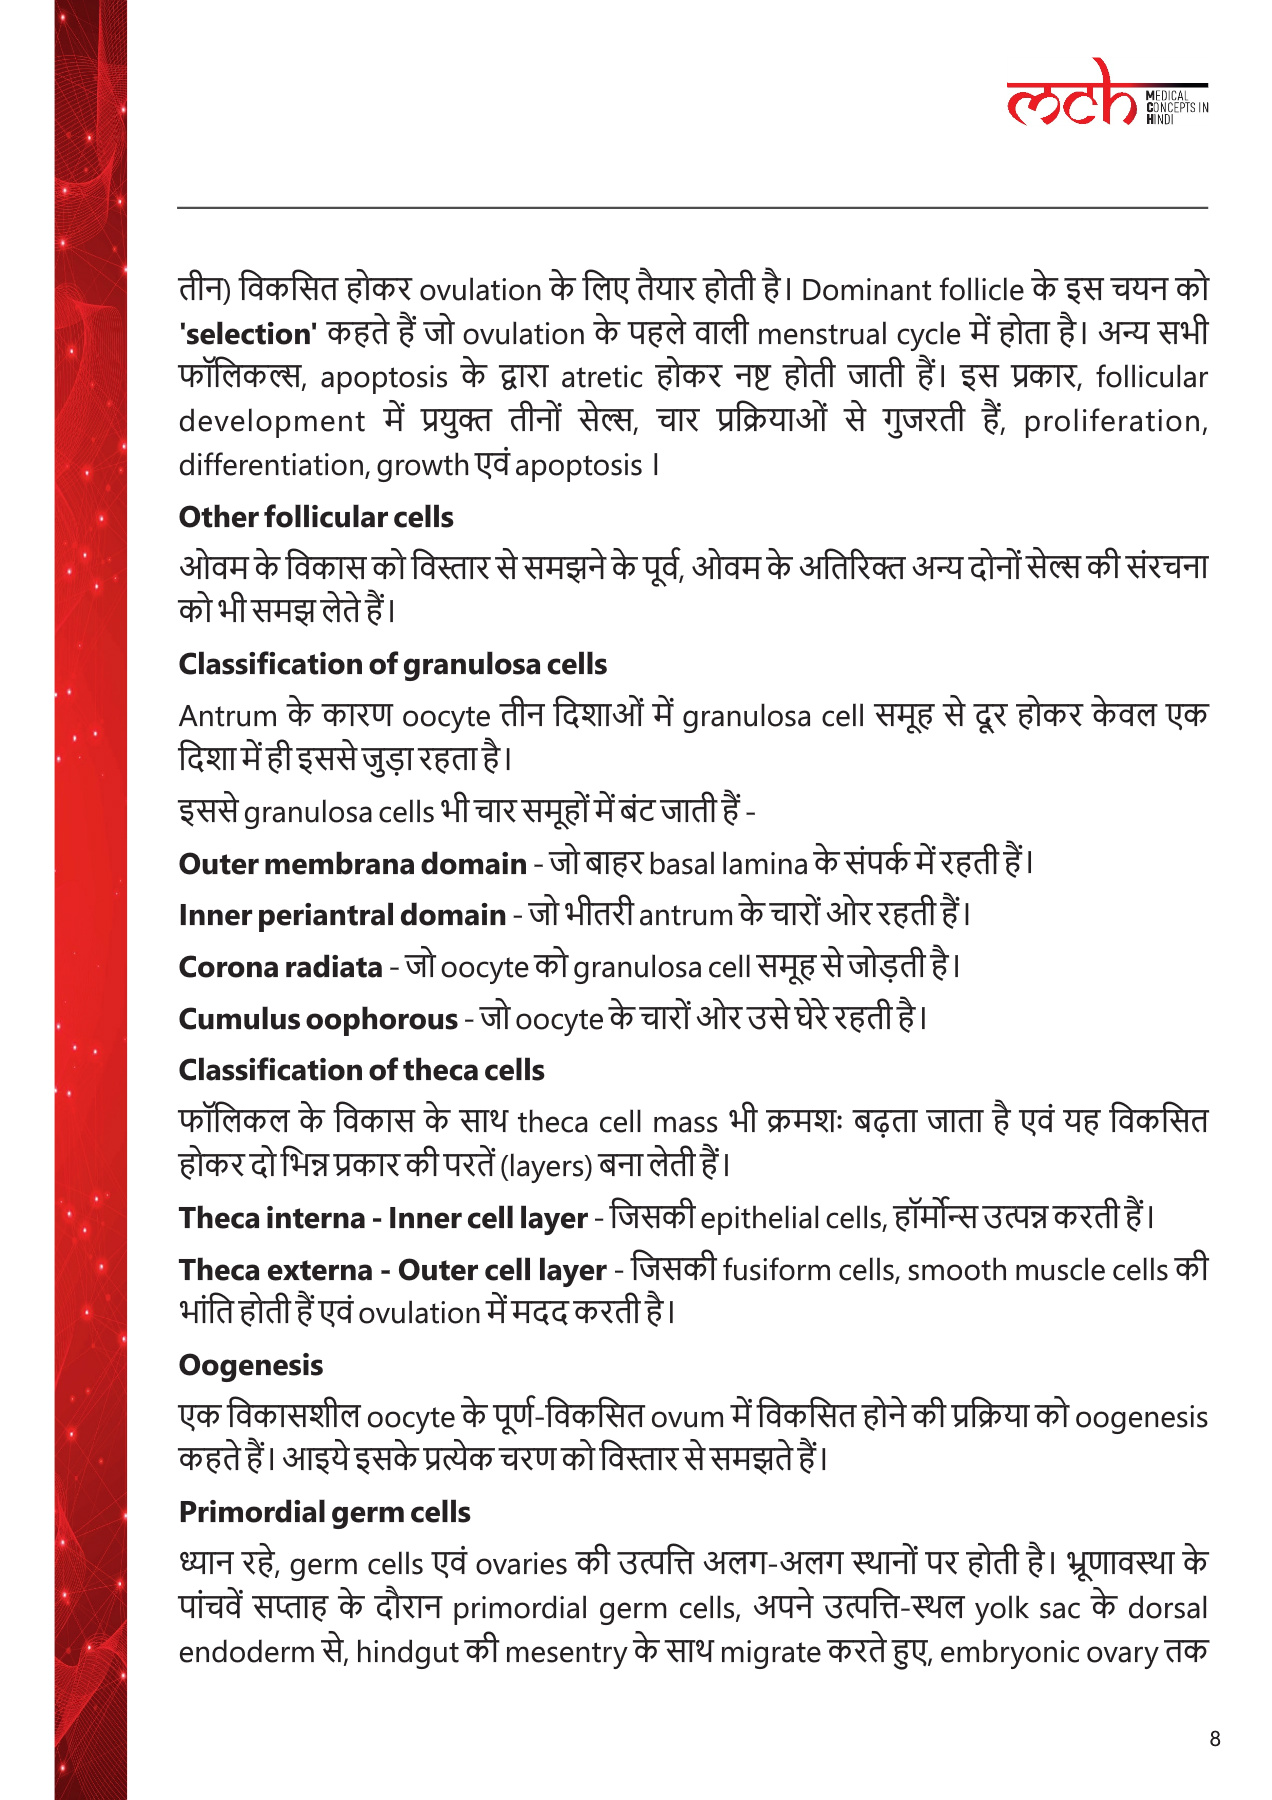 mch
MEDICAL
CONCEPTS IN
HINDI
तीन) विकसित होकर ovulation के लिए तैयार होती है। Dominant follicle के इस चयन को
'selection' कहते हैं जो ovulation के पहले वाली menstrual cycle में होता है। अन्य सभी
फॉलिकल्स, apoptosis के द्वारा atretic होकर नष्ट होती जाती हैं। इस प्रकार, follicular
development में प्रयुक्त तीनों सेल्स, चार प्रक्रियाओं से गुजरती हैं, proliferation,
differentiation, growth एवं apoptosis ।
Other follicular cells
ओवम के विकास को विस्तार से समझने के पूर्व, ओवम के अतिरिक्त अन्य दोनों सेल्स की संरचना
को भी समझ लेते हैं।
Classification of granulosa cells
Antrum के कारण oocyte तीन दिशाओं में granulosa cell समूह से दूर होकर केवल एक
दिशा में ही इससे जुड़ा रहता है।
इससे granulosa cells भी चार समूहों में बंट जाती हैं -
Outer membrana domain - जो बाहर basal lamina के संपर्क में रहती हैं।
Inner periantral domain - जो भीतरी antrum के चारों ओर रहती हैं।
Corona radiata - जो oocyte को granulosa cell समूह से जोड़ती है।
Cumulus oophorous - जो oocyte के चारों ओर उसे घेरे रहती है।
Classification of theca cells
फॉलिकल के विकास के साथ theca cell mass भी क्रमशः बढ़ता जाता है एवं यह विकसित
होकर दो भिन्न प्रकार की परतें (layers) बना लेती हैं।
Theca interna - Inner cell layer - जिसकी epithelial cells, हॉर्मोन्स उत्पन्न करती हैं।
Theca externa - Outer cell layer - जिसकी fusiform cells, smooth muscle cells की
भांति होती हैं एवं ovulation में मदद करती है।
Oogenesis
एक विकासशील oocyte के पूर्ण-विकसित ovum में विकसित होने की प्रक्रिया को oogenesis
कहते हैं। आइये इसके प्रत्येक चरण को विस्तार से समझते हैं।
Primordial germ cells
ध्यान रहे, germ cells एवं ovaries की उत्पत्ति अलग-अलग स्थानों पर होती है। भ्रूणावस्था के
पांचवें सप्ताह के दौरान primordial germ cells, अपने उत्पत्ति-स्थल yolk sac के dorsal
endoderm से, hindgut की mesentry के साथ migrate करते हुए, embryonic ovary तक
8